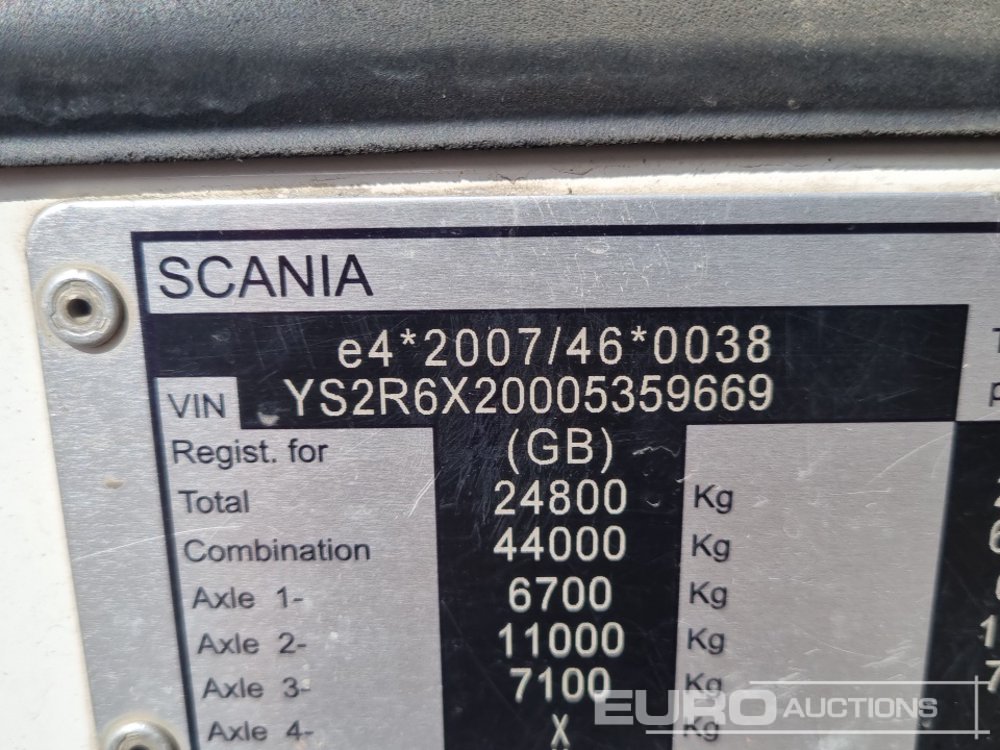 SCANIA
e4*2007/46*0038
VIN YS2R6X20005359669
Regist. for (GB)
Total 24800 Kg
Combination 44000 Kg
Axle 1- 6700 Kg
Axle 2- 11000 Kg
Axle 3- 7100 Kg
Axle 4- X Kg
EURO AUCTIONS